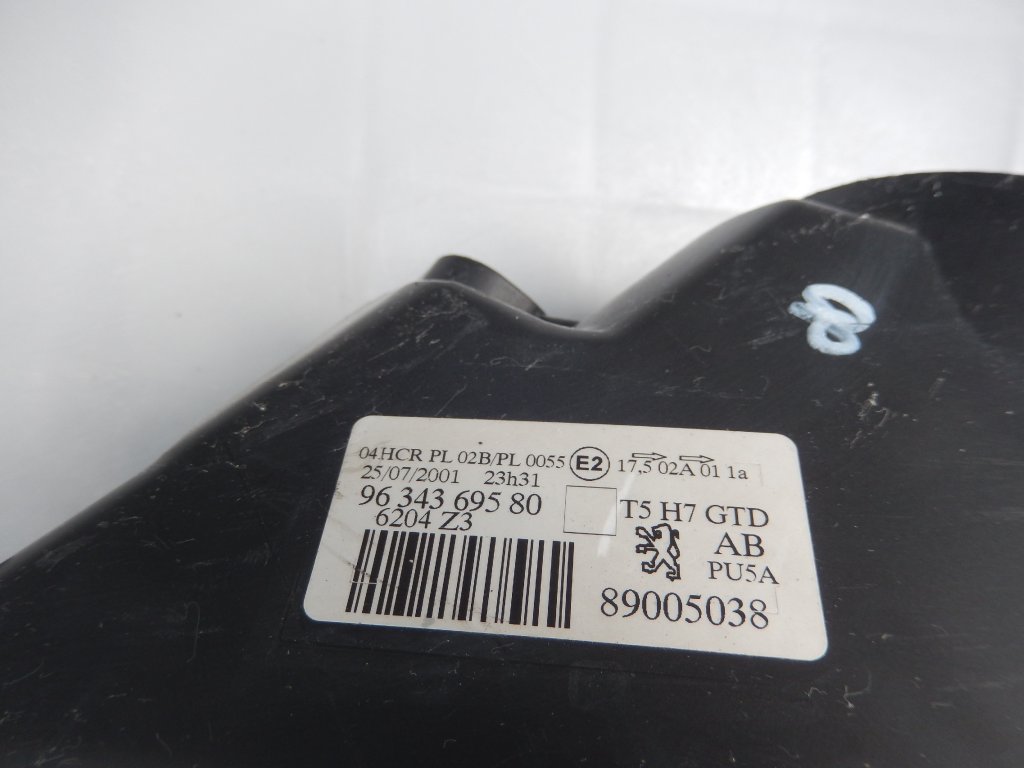 04HCR PL 02B/PL 0055 E2 17,5 02A 01 1a
25/07/2001 23h31
96 343 695 80
6204 Z3
T5 H7 GTD
AB
PU5A
89005038